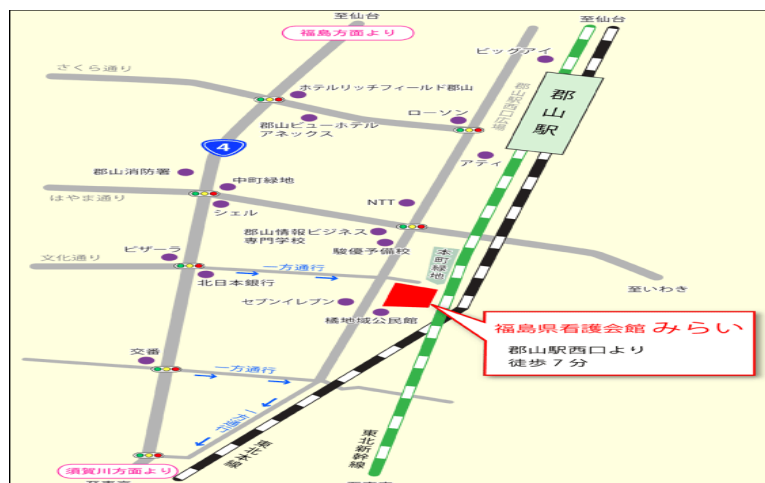 至仙台
至仙台
福島方面より
ビッグアイ
さくら通り
ホテルリッチフィールド郡山
郡山駅西口駅前通り
郡山駅
郡山ビューホテル
アネックス
ローソン
4
アティ
郡山消防署
中町緑地
はやま通り
シェル
NTT
郡山情報ビジネス
専門学校
駿優予備校
ピザーラ
文化通り
一方通行
本町緑地
北日本銀行
至いわき
セブンイレブン
橘地域公民館
福島県看護会館 みらい
郡山駅西口より
徒歩7分
交番
一方通行
一方通行
東北本線
東北新幹線
須賀川方面より